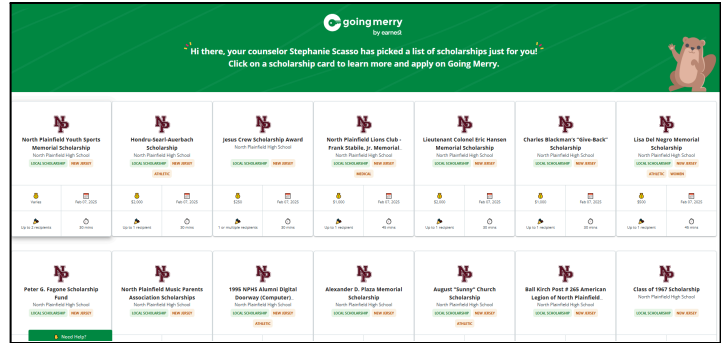 goingmerry
by earnest
Hi there, your counselor Stephanie Scasso has picked a list of scholarships just for you!
Click on a scholarship card to learn more and apply on Going Merry.
North Plainfield Youth Sports
Memorial Scholarship
North Plainfield High School
LOCAL SCHOLARSHIP NEW JERSEY
Varies Feb 07, 2025
Up to 2 recipients 30 mins
Hondru-Searl-Auerbach
Scholarship
North Plainfield High School
LOCAL SCHOLARSHIP NEW JERSEY
ATHLETIC
$2,000 Feb 07, 2025
Up to 1 recipient 30 mins
Jesus Crew Scholarship Award
North Plainfield High School
LOCAL SCHOLARSHIP NEW JERSEY
$250 Feb 07, 2025
1 or multiple recipients 30 mins
North Plainfield Lions Club -
Frank Stabile, Jr. Memorial.
North Plainfield High School
LOCAL SCHOLARSHIP NEW JERSEY
MEDICAL
$1,000 Feb 07, 2025
Up to 1 recipient 45 mins
Lieutenant Colonel Eric Hansen
Memorial Scholarship
North Plainfield High School
LOCAL SCHOLARSHIP NEW JERSEY
$2,000 Feb 07, 2025
Up to 1 recipient 30 mins
Charles Blackman's "Give-Back"
Scholarship
North Plainfield High School
LOCAL SCHOLARSHIP NEW JERSEY
$1,000 Feb 07, 2025
Up to 1 recipient 30 mins
Lisa Del Negro Memorial
Scholarship
North Plainfield High School
LOCAL SCHOLARSHIP NEW JERSEY
ATHLETIC WOMEN
$500 Feb 07, 2025
Up to 1 recipient 45 mins
Peter G. Fagone Scholarship
Fund
North Plainfield High School
LOCAL SCHOLARSHIP NEW JERSEY
North Plainfield Music Parents
Association Scholarships
North Plainfield High School
LOCAL SCHOLARSHIP NEW JERSEY
1995 NPHS Alumni Digital
Doorway (Computer).
North Plainfield High School
LOCAL SCHOLARSHIP NEW JERSEY
ATHLETIC
Alexander D. Plaza Memorial
Scholarship
North Plainfield High School
LOCAL SCHOLARSHIP NEW JERSEY
August "Sunny" Church
Scholarship
North Plainfield High School
LOCAL SCHOLARSHIP NEW JERSEY
ATHLETIC
Ball Kirch Post # 265 American
Legion of North Plainfield.
North Plainfield High School
LOCAL SCHOLARSHIP NEW JERSEY
Class of 1967 Scholarship
North Plainfield High School
LOCAL SCHOLARSHIP NEW JERSEY
Need Help?